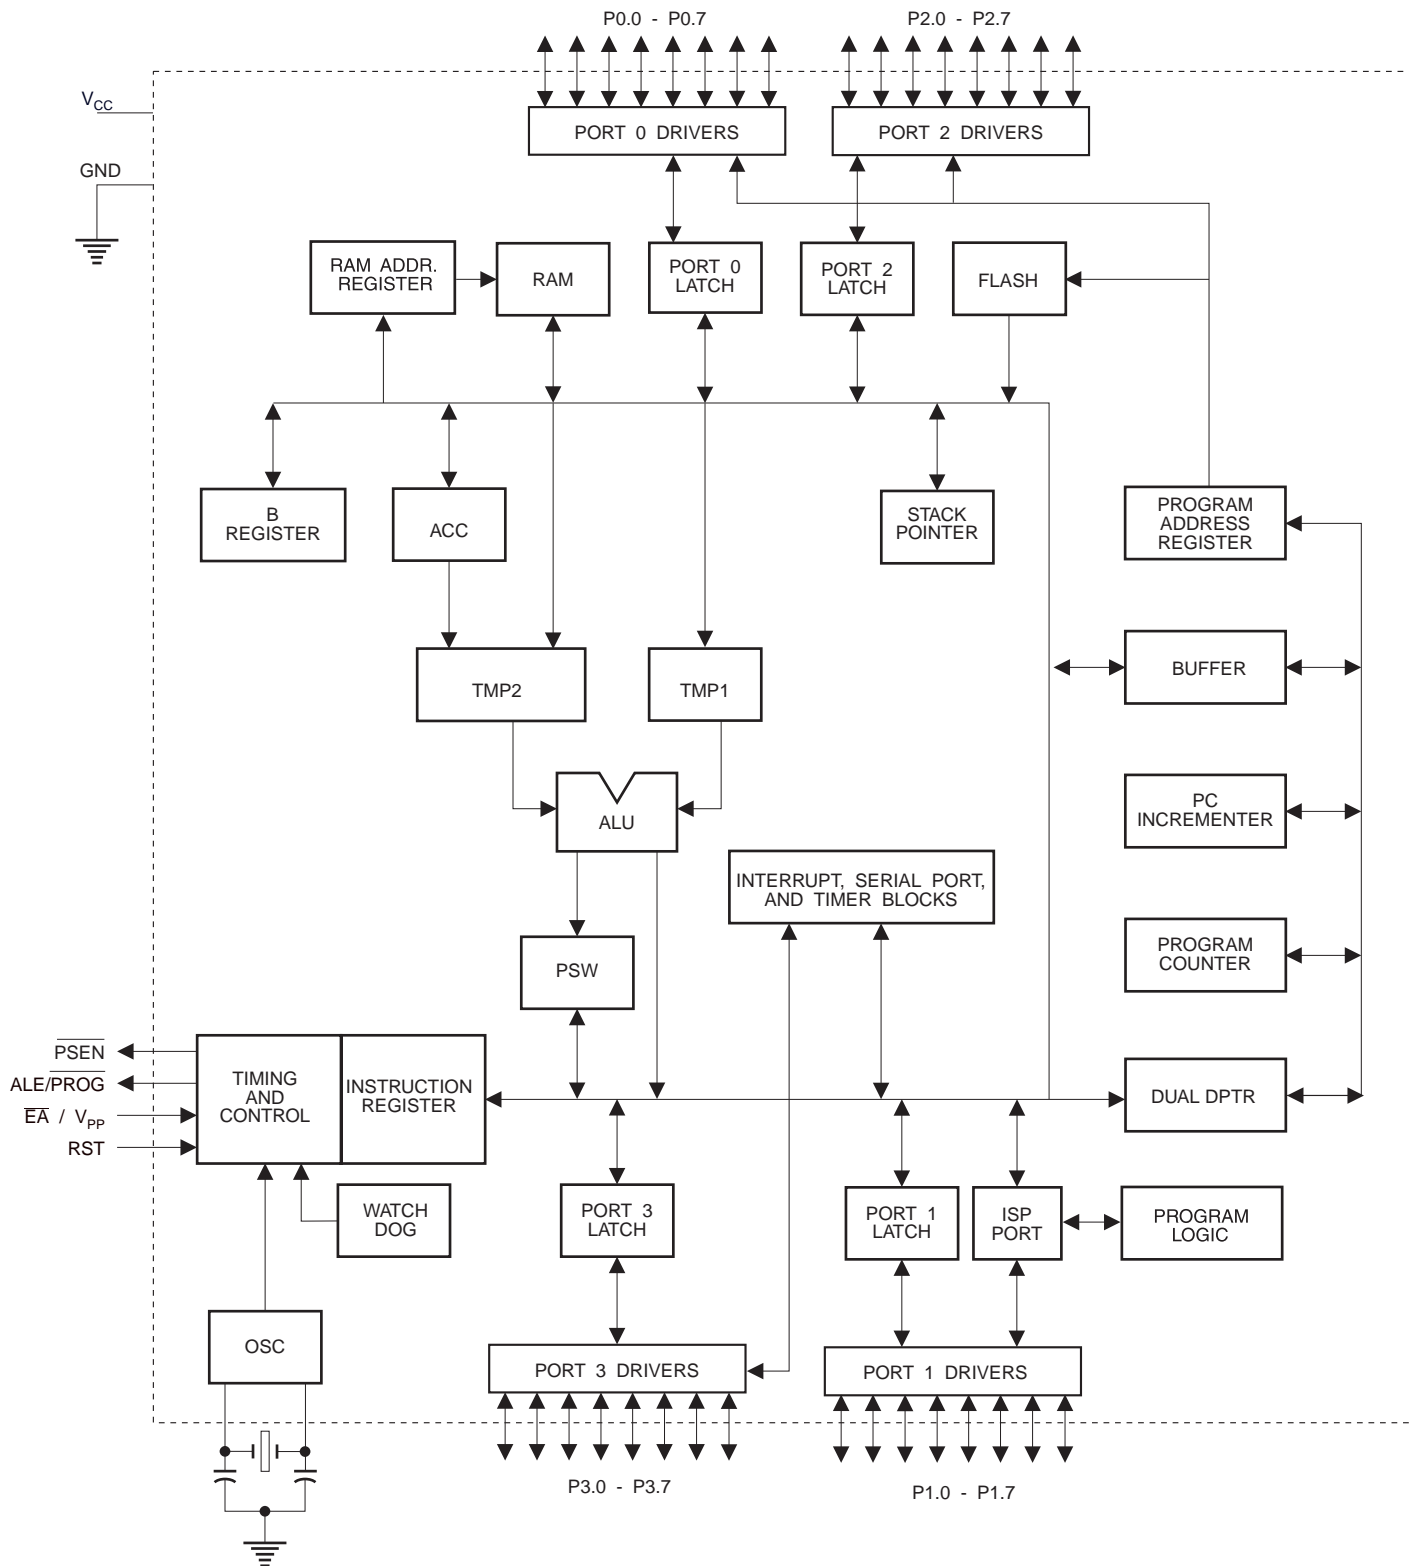 P0.0 - P0.7
P2.0 - P2.7
VCC
PORT 0 DRIVERS
PORT 2 DRIVERS
GND
RAM ADDR.
REGISTER
RAM
PORT 0
LATCH
PORT 2
LATCH
FLASH
B
REGISTER
ACC
STACK
POINTER
PROGRAM
ADDRESS
REGISTER
BUFFER
TMP2
TMP1
PC
INCREMENTER
ALU
INTERRUPT, SERIAL PORT,
AND TIMER BLOCKS
PROGRAM
COUNTER
PSW
PSEN
ALE/PROG
EA / VPP
RST
TIMING
AND
CONTROL
INSTRUCTION
REGISTER
DUAL DPTR
WATCH
DOG
PORT 3
LATCH
PORT 1
LATCH
ISP
PORT
PROGRAM
LOGIC
OSC
PORT 3 DRIVERS
PORT 1 DRIVERS
P3.0 - P3.7
P1.0 - P1.7